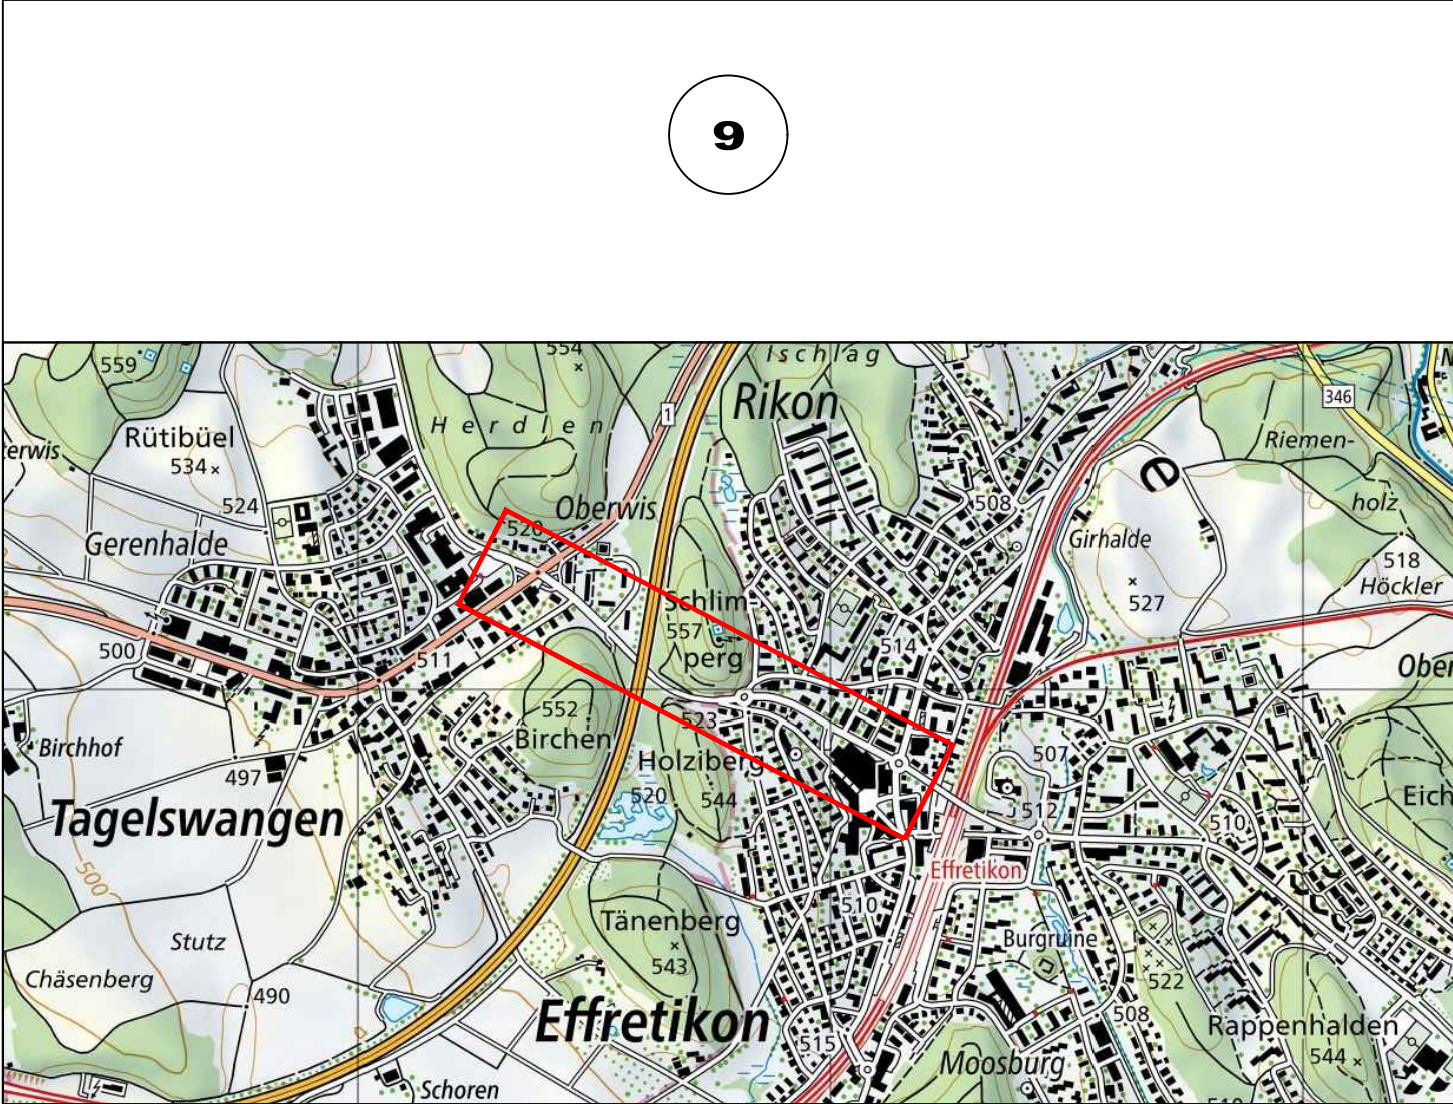 9
554
Ischlag
559
Rikon
1
346
Herdlen
Rütibüel
Riemen-
erwis
534
holz
524
508
520
Oberwis
Gerenhalde
Girhalde
e
518
Höckler
527
Schlim-
557
500
511
perg
514
Ober
552
523
Birchen
Birchhof
507
Holziberg
497
520
544
Eich
Tagelswangen
512
510
500
Effretikon
510
Tänenberg
Stutz
Burgruine
543
Chäsenberg
522
490
508
Effretikon
Rappenhalden
515
544
Moosburg
Schoren
510